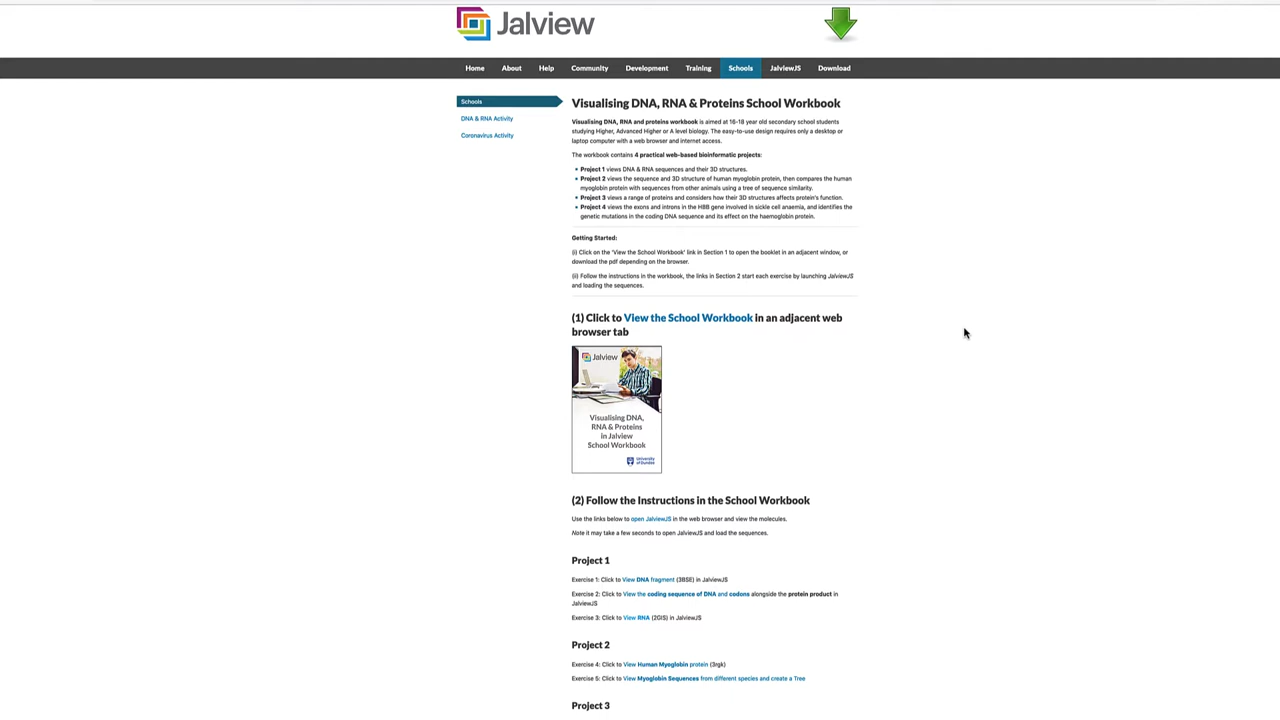 Jalview
Home About Help Community Development Training Schools JalviewJS Download
Schools
DNA & RNA Activity
Coronavirus Activity
Visualising DNA, RNA & Proteins School Workbook
Visualising DNA, RNA and proteins workbook is aimed at 16-18 year old secondary school students
studying Higher, Advanced Higher or A level biology. The easy-to-use design requires only a desktop or
laptop computer with a web browser and internet access.
The workbook contains 4 practical web-based bioinformatic projects:
Project 1 views DNA & RNA sequences and their 3D structures.
Project 2 views the sequence and 3D structure of human myoglobin protein, then compares the human
myoglobin protein with sequences from other animals using a tree of sequence similarity.
Project 3 views a range of proteins and considers how their 3D structures affects protein's function.
Project 4 views the exons and introns in the HBB gene involved in sickle cell anaemia, and identifies the
genetic mutations in the coding DNA sequence and its effect on the haemoglobin protein.
Getting Started:
(i) Click on the 'View the School Workbook' link in Section 1 to open the booklet in an adjacent window, or
download the pdf depending on the browser.
(ii) Follow the instructions in the workbook, the links in Section 2 start each exercise by launching JalviewJS
and loading the sequences.
(1) Click to View the School Workbook in an adjacent web
browser tab
Jalview
Visualising DNA,
RNA & Proteins
in Jalview
School Workbook
University
of Dundee
(2) Follow the Instructions in the School Workbook
Use the links below to open JalviewJS in the web browser and view the molecules.
Note it may take a few seconds to open JalviewJS and load the sequences.
Project 1
Exercise 1: Click to View DNA fragment (3BSE) in JalviewJS
Exercise 2: Click to View the coding sequence of DNA and codons alongside the protein product in
JalviewJS
Exercise 3: Click to View RNA (2GIS) in JalviewJS
Project 2
Exercise 4: Click to View Human Myoglobin protein (3rgk)
Exercise 5: Click to View Myoglobin Sequences from different species and create a Tree
Project 3